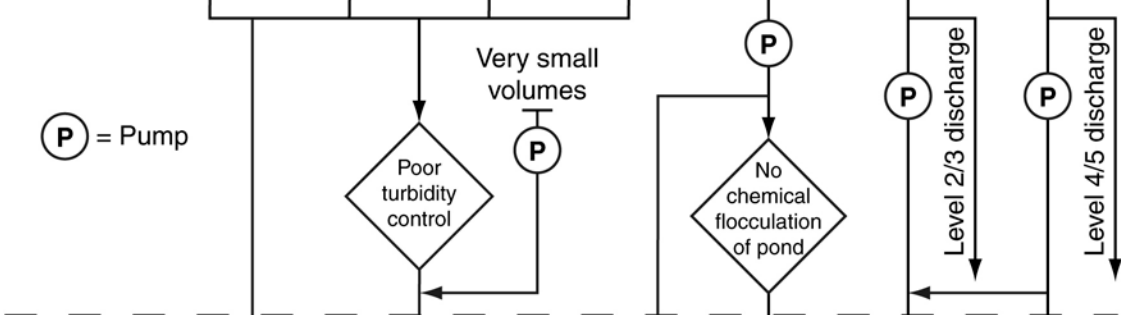 P = Pump
Poor
turbidity
control
Very small
volumes
P
P
No
chemical
flocculation
of pond
P
Level 2/3 discharge
P
Level 4/5 discharge